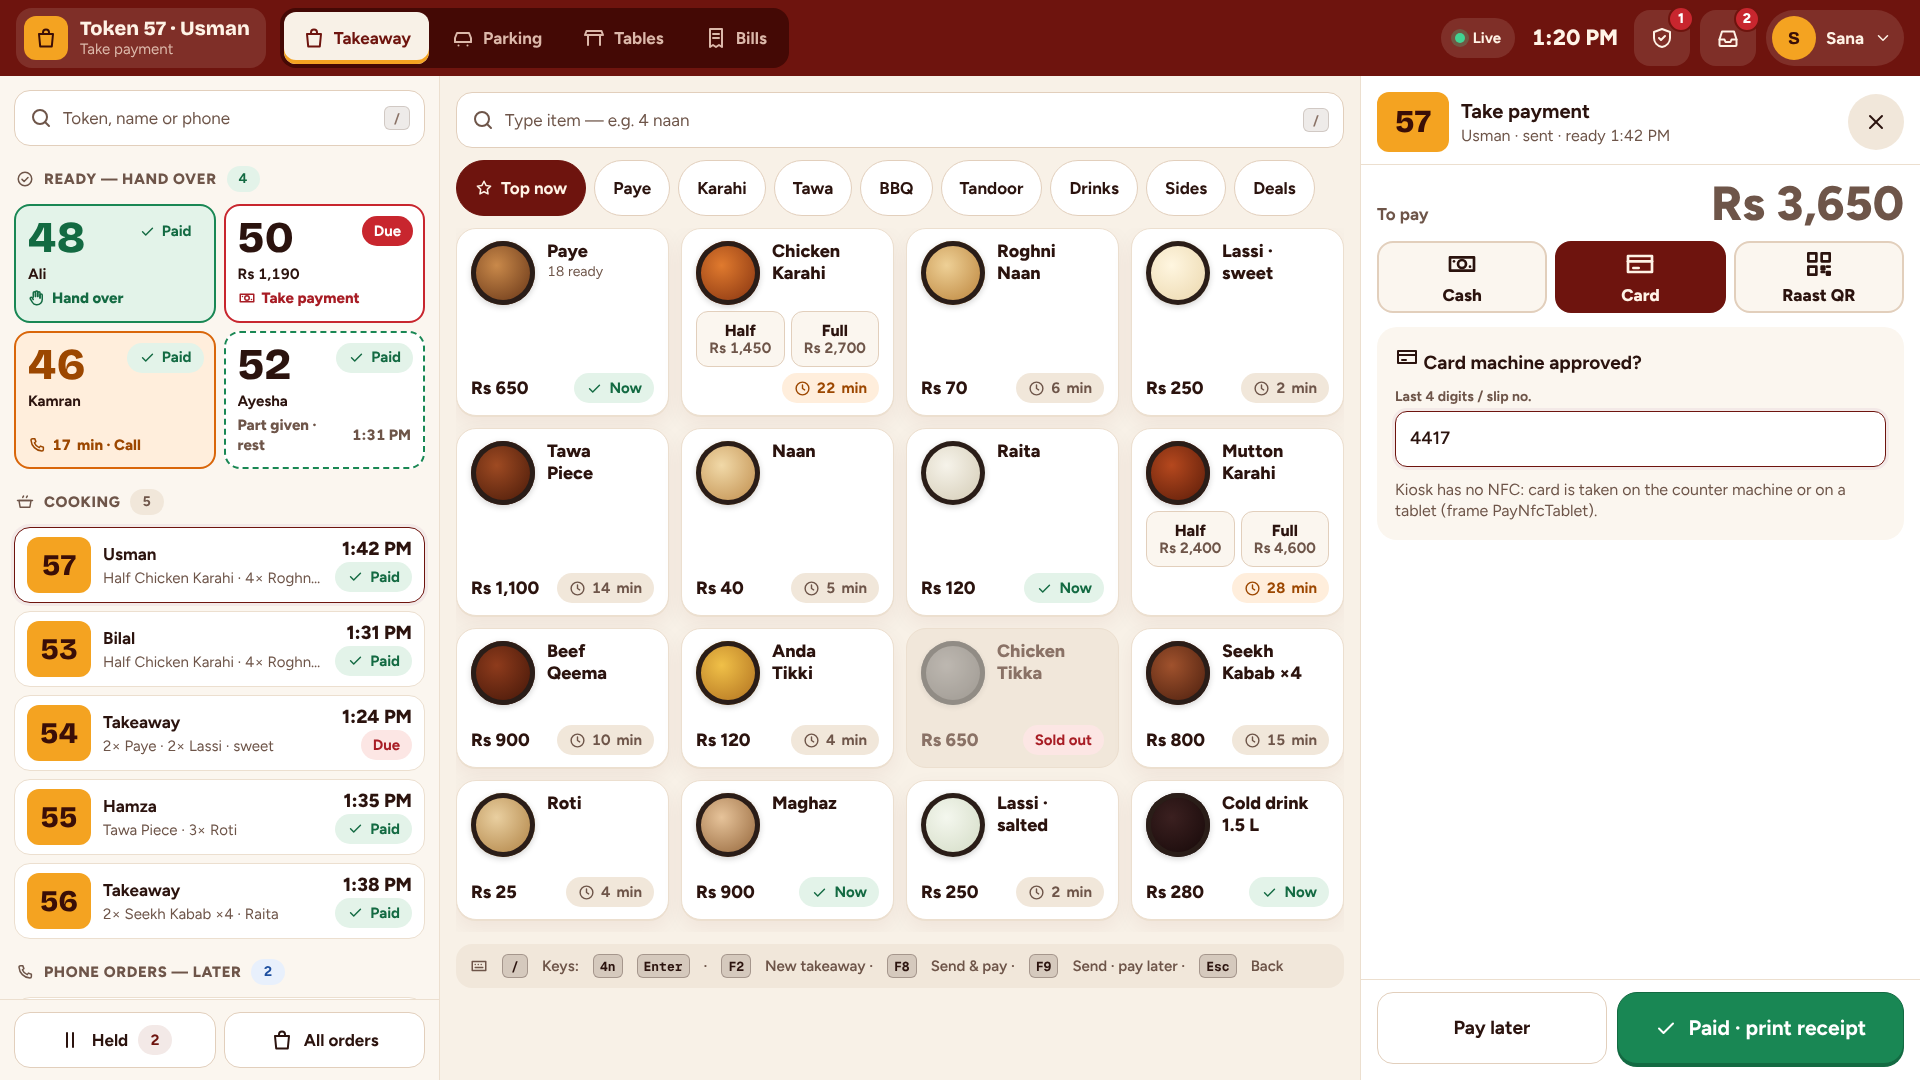 Token 57 · Usman
Take payment
Takeaway
Parking
Tables
Bills
Live
1:20 PM
1
2
S
Sana
Token, name or phone
/
READY — HAND OVER
4
48
Paid
Ali
Hand over
50
Due
Rs 1,190
Take payment
46
Paid
Kamran
17 min · Call
52
Paid
Ayesha
Part given · rest
1:31 PM
COOKING
5
57
Usman
1:42 PM
Half Chicken Karahi · 4× Roghn...
Paid
53
Bilal
1:31 PM
Half Chicken Karahi · 4× Roghn...
Paid
54
Takeaway
1:24 PM
2× Paye · 2× Lassi · sweet
Due
55
Hamza
1:35 PM
Tawa Piece · 3× Roti
Paid
56
Takeaway
1:38 PM
2× Seekh Kabab ×4 · Raita
Paid
PHONE ORDERS — LATER
2
Held
2
All orders
Type item — e.g. 4 naan
/
Top now
Paye
Karahi
Tawa
BBQ
Tandoor
Drinks
Sides
Deals
Paye
18 ready
Rs 650
Now
Chicken Karahi
Half
Rs 1,450
Full
Rs 2,700
22 min
Roghni Naan
Rs 70
6 min
Lassi · sweet
Rs 250
2 min
Tawa Piece
Rs 1,100
14 min
Naan
Rs 40
5 min
Raita
Rs 120
Now
Mutton Karahi
Half
Rs 2,400
Full
Rs 4,600
28 min
Beef Qeema
Rs 900
10 min
Anda Tikki
Rs 120
4 min
Chicken Tikka
Rs 650
Sold out
Seekh Kabab ×4
Rs 800
15 min
Roti
Rs 25
4 min
Maghaz
Rs 900
Now
Lassi · salted
Rs 250
2 min
Cold drink 1.5 L
Rs 280
Now
/ Keys: 4n Enter · F2 New takeaway · F8 Send & pay · F9 Send · pay later · Esc Back
57
Take payment
Usman · sent · ready 1:42 PM
To pay
Rs 3,650
Cash
Card
Raast QR
Card machine approved?
Last 4 digits / slip no.
4417
Kiosk has no NFC: card is taken on the counter machine or on a
tablet (frame PayNfcTablet).
Pay later
Paid · print receipt